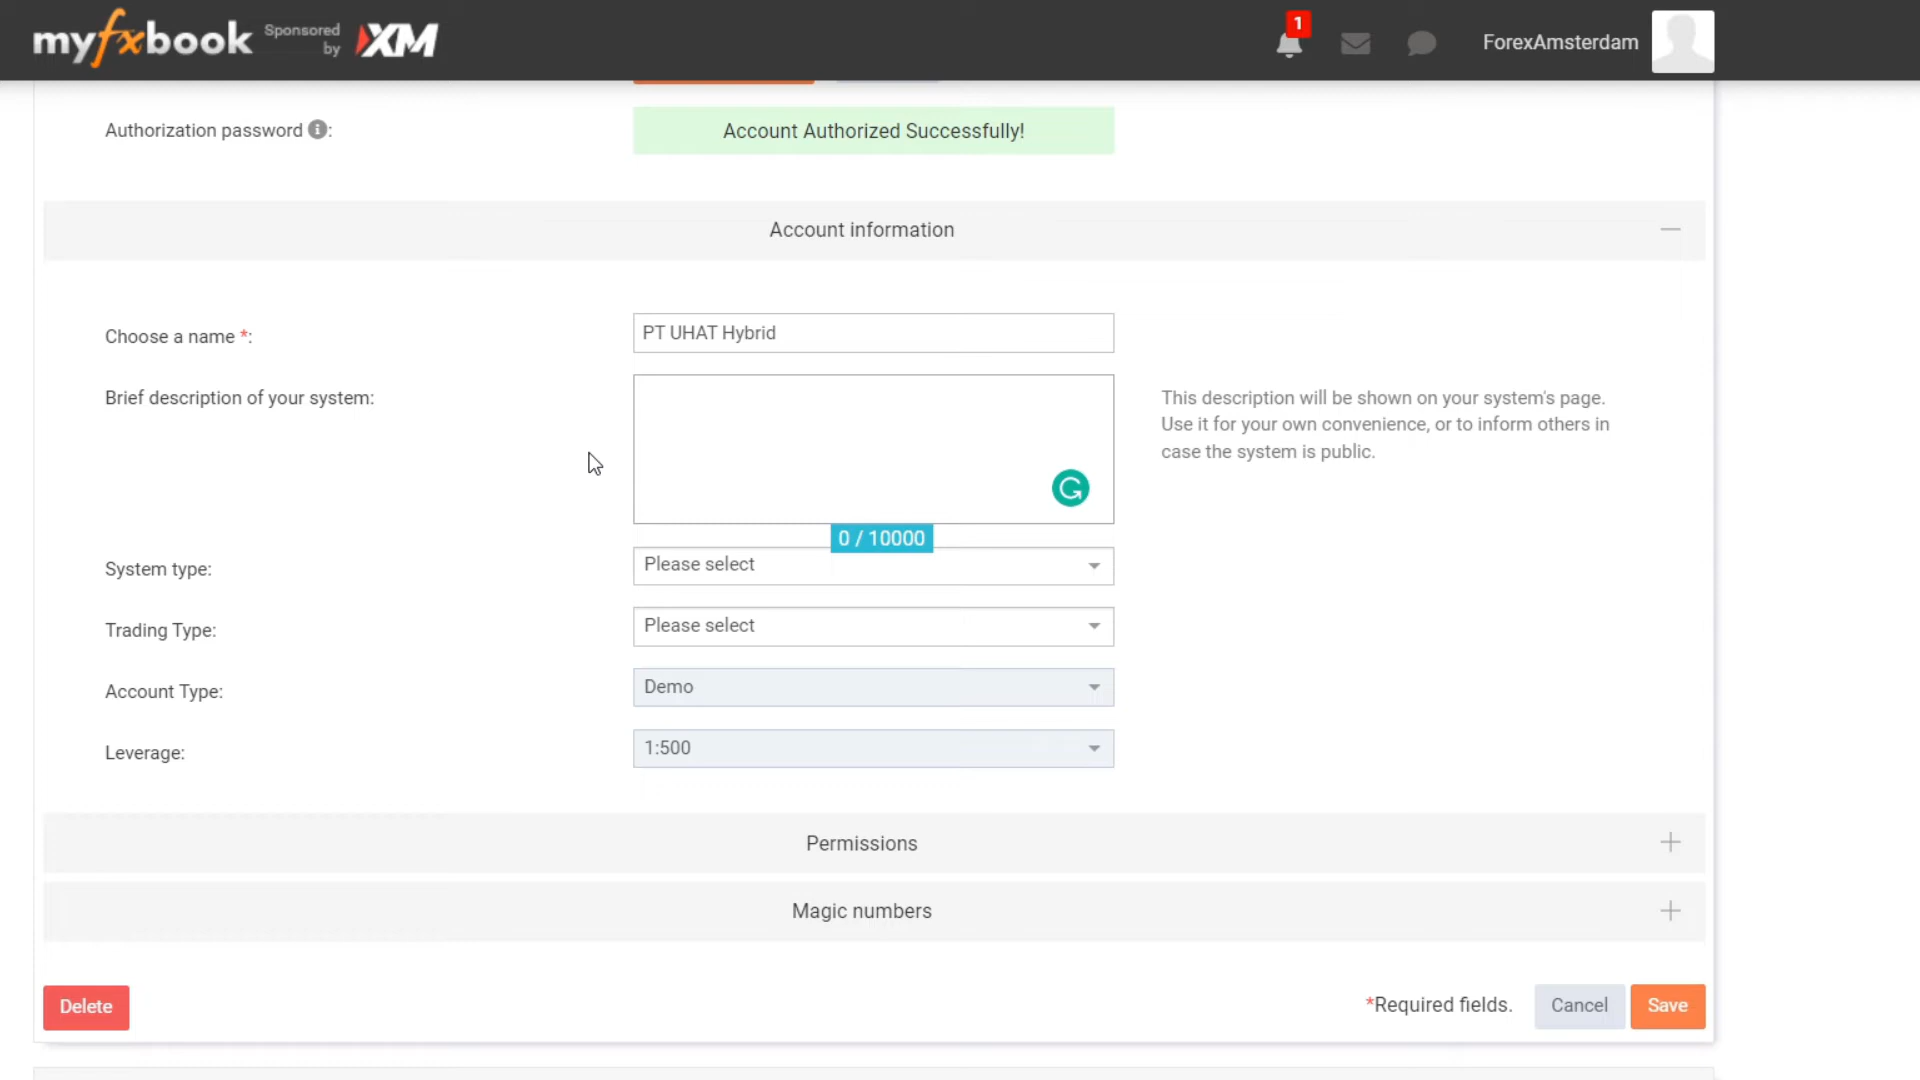 myfxbook Sponsored by XM
1
ForexAmsterdam
Authorization password i:
Account Authorized Successfully!
Account information
Choose a name *:
PT UHAT Hybrid
Brief description of your system:
This description will be shown on your system's page.
Use it for your own convenience, or to inform others in
case the system is public.
0 / 10000
System type:
Please select
Trading Type:
Please select
Account Type:
Demo
Leverage:
1:500
Permissions
Magic numbers
Delete
*Required fields.
Cancel
Save